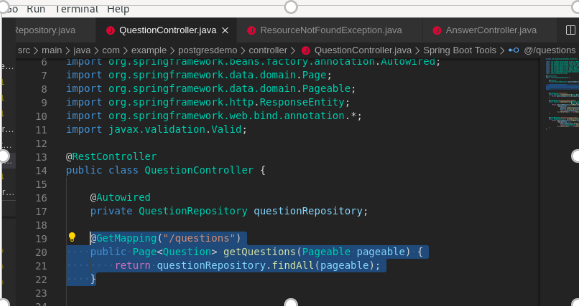 Go Run Terminal Help
Repository.java QuestionController.java ResourceNotFoundException.java AnswerController.java
src > main > java > com > example > postgresdemo > controller > QuestionController.java > Spring Boot Tools > @/questions
6 import org.springframework.beans.factory.annotation.Autowired;
7 import org.springframework.data.domain.Page;
8 import org.springframework.data.domain.Pageable;
9 import org.springframework.http.ResponseEntity;
10 import org.springframework.web.bind.annotation.*;
11 import javax.validation.Valid;
12
13 @RestController
14 public class QuestionController {
15
16 @Autowired
17 private QuestionRepository questionRepository;
18
19 @GetMapping("/questions")
20 public Page<Question> getQuestions(Pageable pageable) {
21 return questionRepository.findAll(pageable);
22 }
23